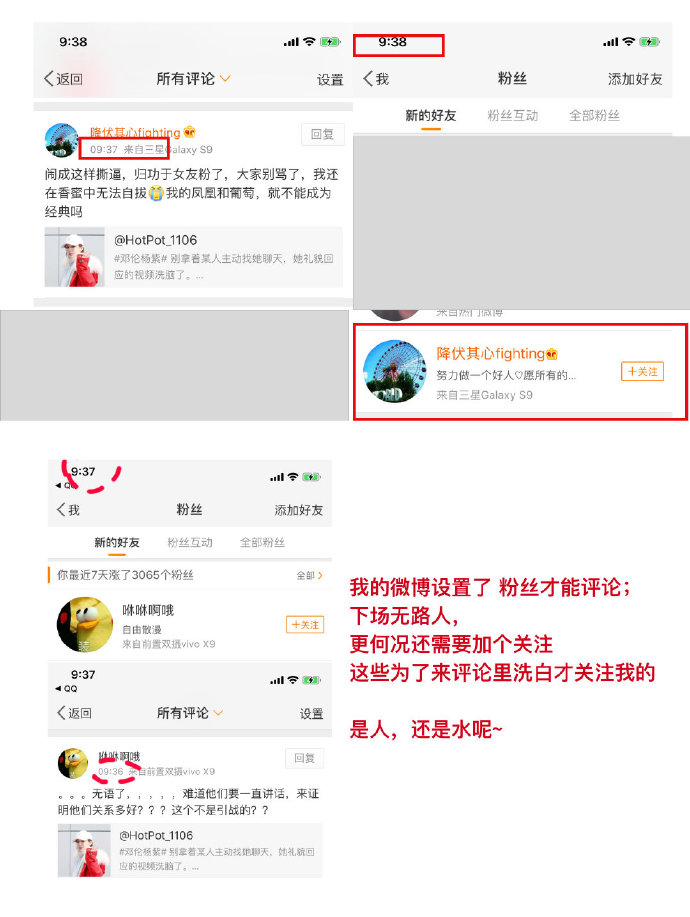 9:38
返回
所有评论
设置
降伏其心fighting
09:37 来自三星Galaxy S9
回复
闹成这样撕逼，归功于女友粉了，大家别骂了，我还
在香蜜中无法自拔😭我的凤凰和葡萄，就不能成为
经典吗
@HotPot_1106
#邓伦杨紫# 别拿着某人主动找她聊天，她礼貌回
应的视频洗脑了。...
9:38
我
粉丝
添加好友
新的好友
粉丝互动
全部粉丝
来自热门微博
降伏其心fighting
努力做一个好人♡愿所有的...
来自三星Galaxy S9
+关注
9:37
QQ
我
粉丝
添加好友
新的好友
粉丝互动
全部粉丝
你最近7天涨了3065个粉丝
全部
咻咻啊哦
自由散漫
来自前置双摄vivo X9
+关注
9:37
QQ
返回
所有评论
设置
咻咻啊哦
09:36 来自前置双摄vivo X9
回复
。。。无语了，，，，，难道他们要一直讲话，来证
明他们关系多好？？？这个不是引战的？？
@HotPot_1106
#邓伦杨紫# 别拿着某人主动找她聊天，她礼貌回
应的视频洗脑了。...
我的微博设置了 粉丝才能评论；
下场无路人，
更何况还需要加个关注
这些为了来评论里洗白才关注我的
是人，还是水呢~